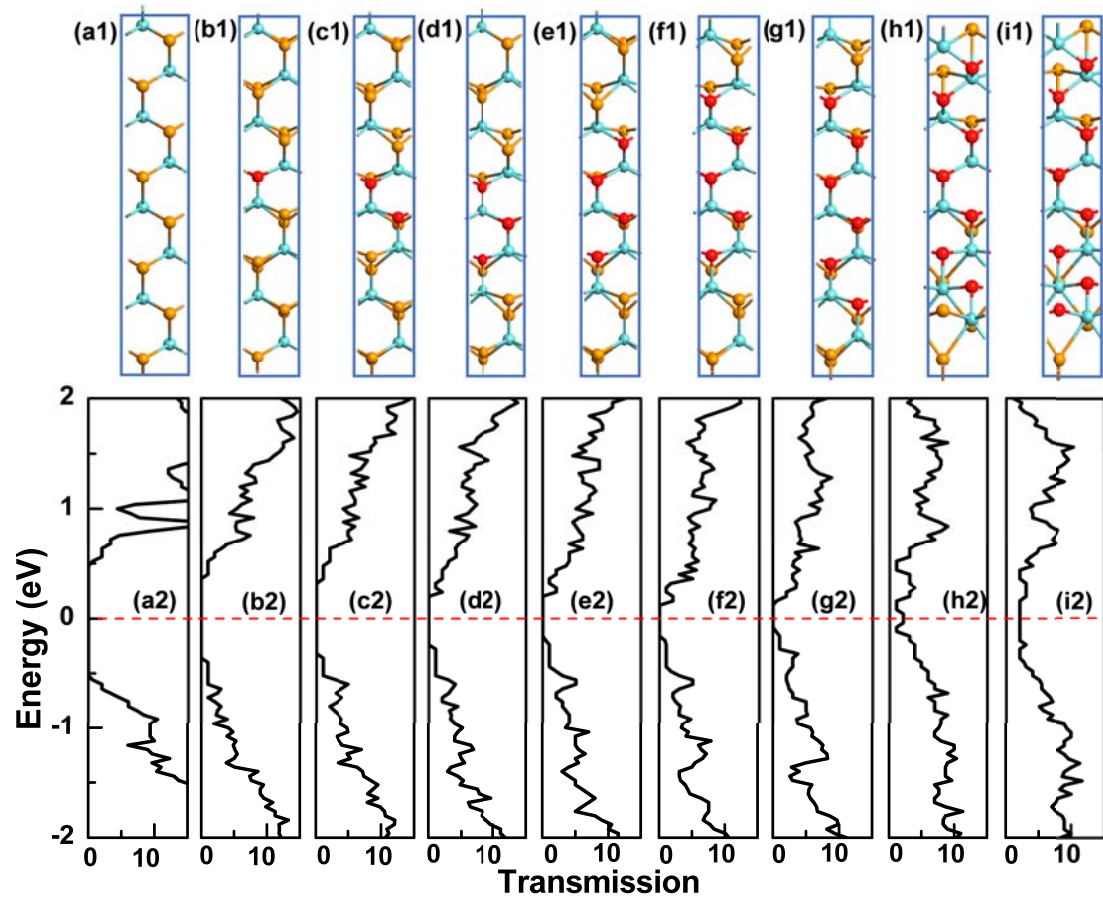 (a1) (b1) (c1) (d1) (e1) (f1) (g1) (h1) (i1)
2
1
0
-1
-2
Energy (eV)
(a2) (b2) (c2) (d2) (e2) (f2) (g2) (h2) (i2)
0 10 0 10 0 10 0 10 0 10 0 10 0 10 0 10 0 10
Transmission